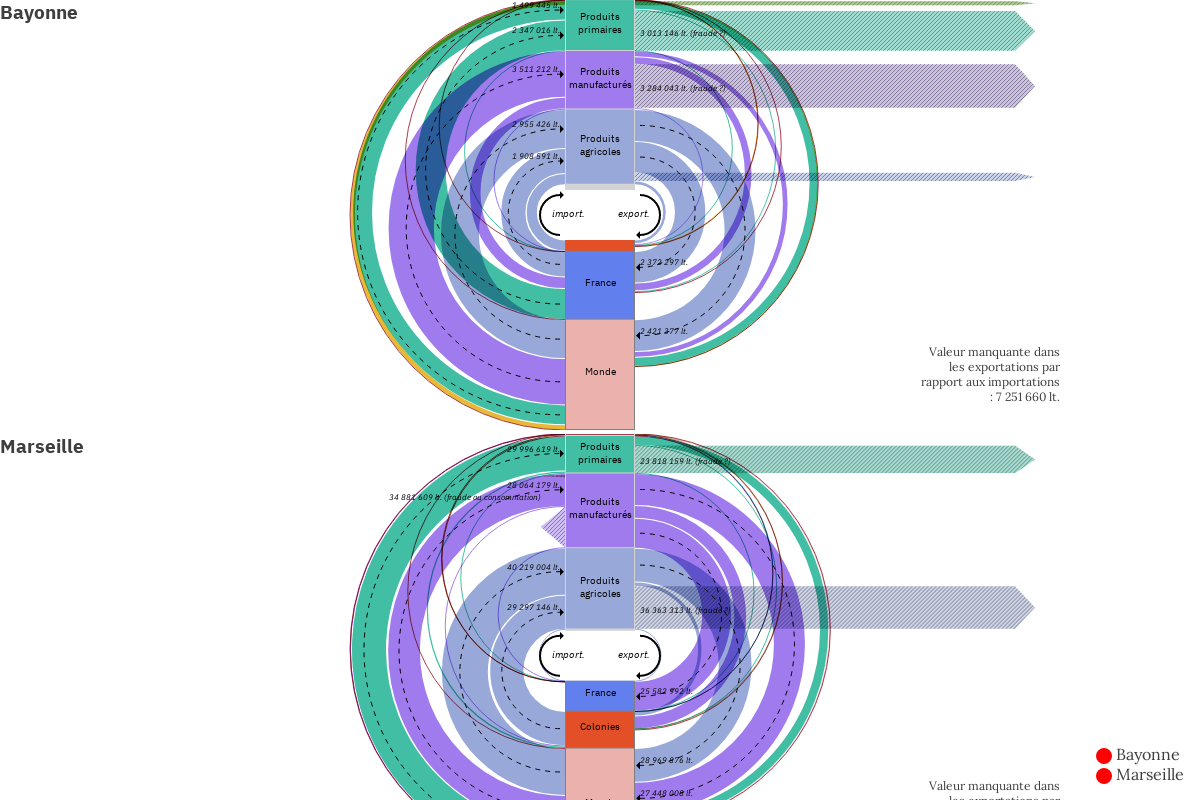 Bayonne
1 499 445 lt.
2 347 016 lt.
3 511 212 lt.
2 955 426 lt.
1 908 591 lt.
Produits
primaires
Produits
manufacturés
Produits
agricoles
3 013 146 lt. (fraude ?)
3 284 043 lt. (fraude ?)
import.
export.
France
2 372 297 lt.
2 421 377 lt.
Monde
Valeur manquante dans
les exportations par
rapport aux importations
: 7 251 660 lt.
Marseille
29 996 619 lt.
28 064 179 lt.
34 881 609 lt. (fraude ou consommation)
40 219 004 lt.
29 297 146 lt.
Produits
primaires
Produits
manufacturés
Produits
agricoles
23 818 159 lt. (fraude ?)
36 363 313 lt. (fraude ?)
import.
export.
France
Colonies
25 582 992 lt.
28 969 876 lt.
27 448 008 lt.
Valeur manquante dans
les exportations par
Bayonne
Marseille